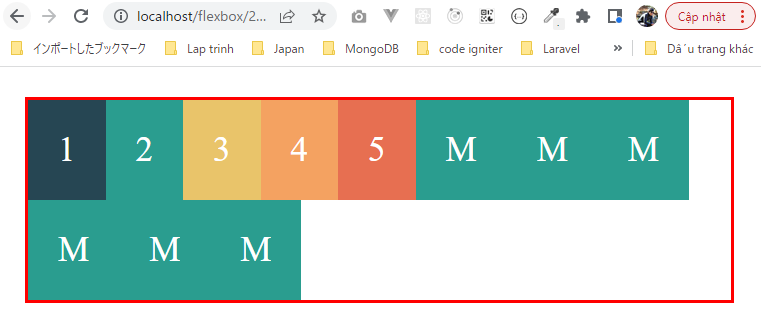 localhost/flexbox/2... Cập nhật
インポートしたブックマーク Lap trinh Japan MongoDB code igniter Laravel » Dấu trang khác
1 2 3 4 5 M M M
M M M